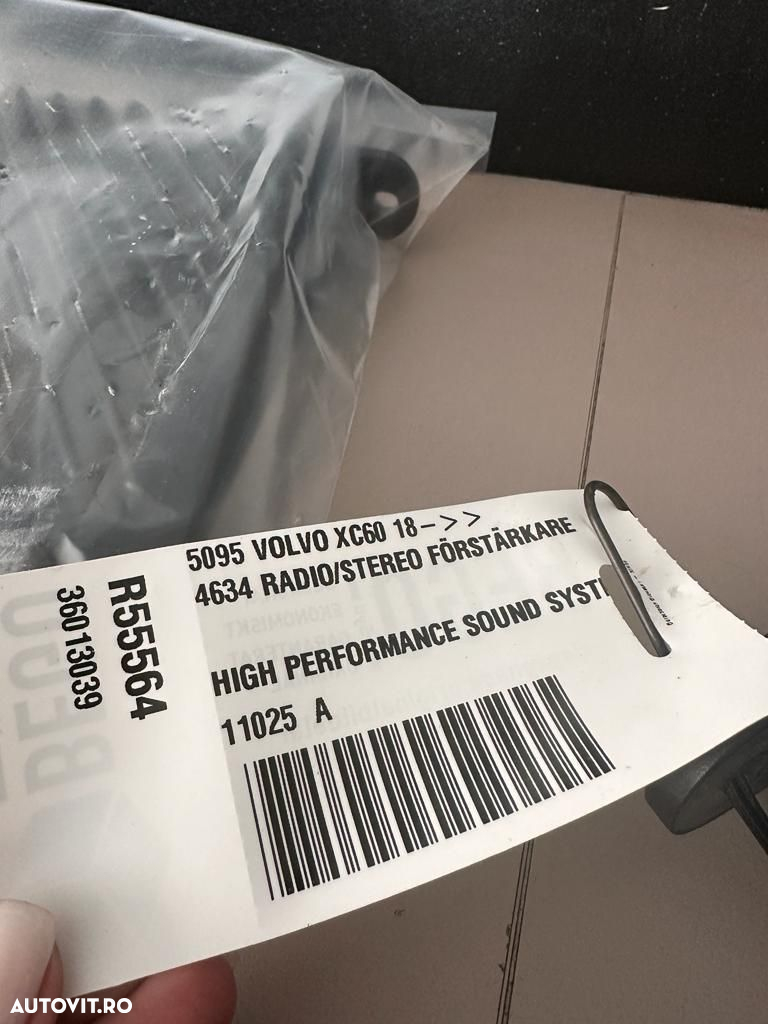 5095 VOLVO XC60 18->>
4634 RADIO/STEREO FÖRSTÄRKARE
HIGH PERFORMANCE SOUND SYST
11025 A
R55564
36013039
AUTOVIT.RO